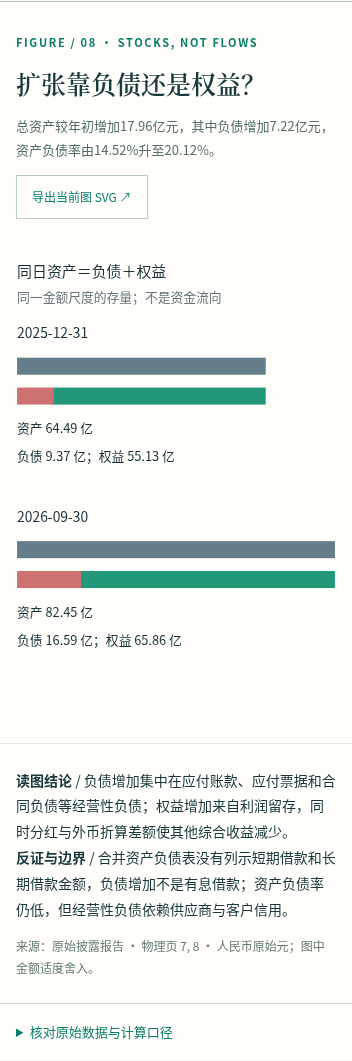 FIGURE / 08 · STOCKS, NOT FLOWS
扩张靠负债还是权益？
总资产较年初增加17.96亿元，其中负债增加7.22亿元，
资产负债率由14.52%升至20.12%。
导出当前图 SVG ↗
同日资产＝负债＋权益
同一金额尺度的存量；不是资金流向
2025-12-31
资产 64.49 亿
负债 9.37 亿；权益 55.13 亿
2026-09-30
资产 82.45 亿
负债 16.59 亿；权益 65.86 亿
读图结论 / 负债增加集中在应付账款、应付票据和合
同负债等经营性负债；权益增加来自利润留存，同
时分红与外币折算差额使其他综合收益减少。
反证与边界 / 合并资产负债表没有列示短期借款和长
期借款金额，负债增加不是有息借款；资产负债率
仍低，但经营性负债依赖供应商与客户信用。
来源：原始披露报告 · 物理页 7, 8 · 人民币原始元；图中
金额适度舍入。
▶ 核对原始数据与计算口径